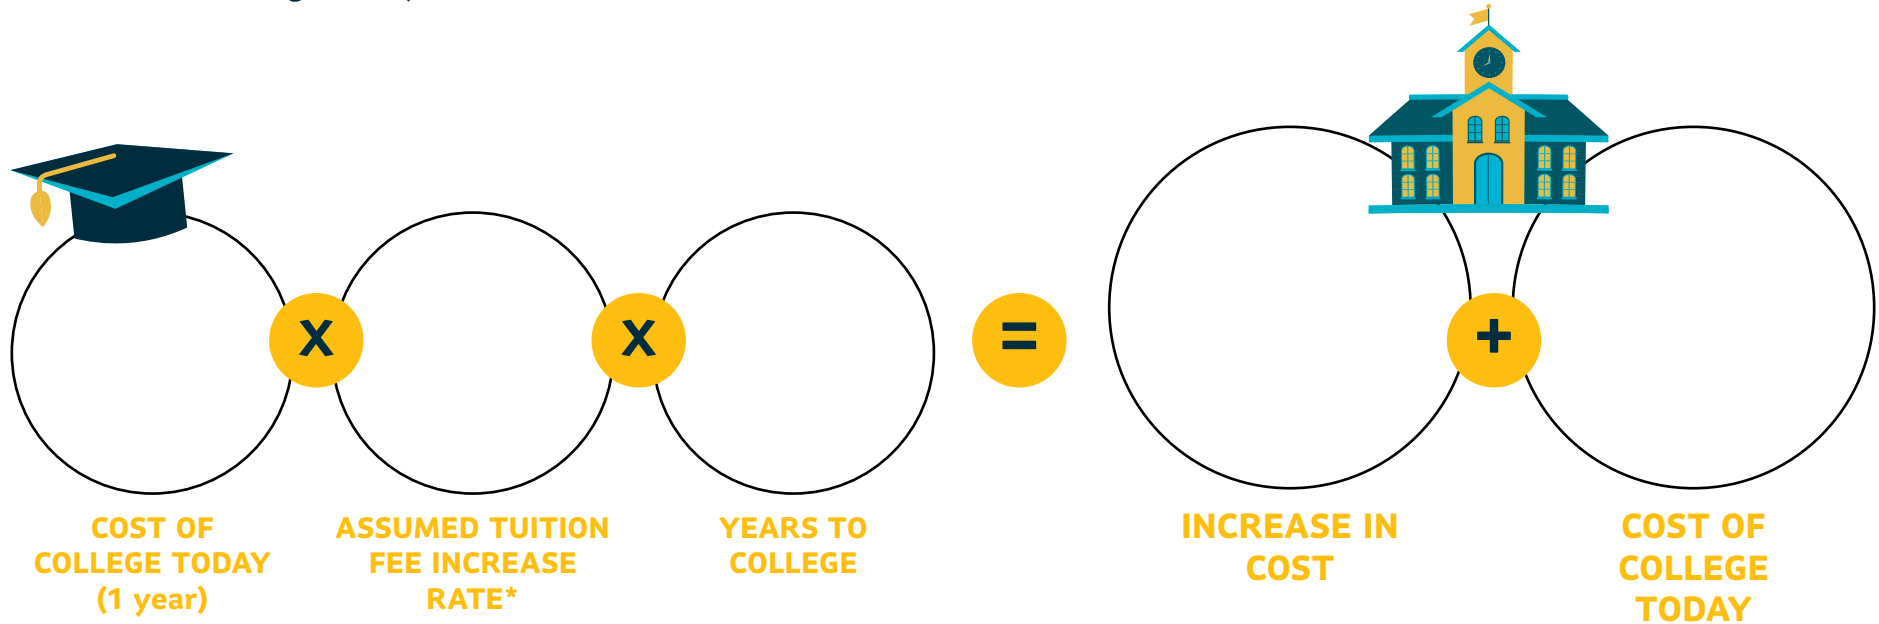 X
X
=
+
COST OF
COLLEGE TODAY
(1 year)
ASSUMED TUITION
FEE INCREASE
RATE*
YEARS TO
COLLEGE
INCREASE IN
COST
COST OF
COLLEGE
TODAY